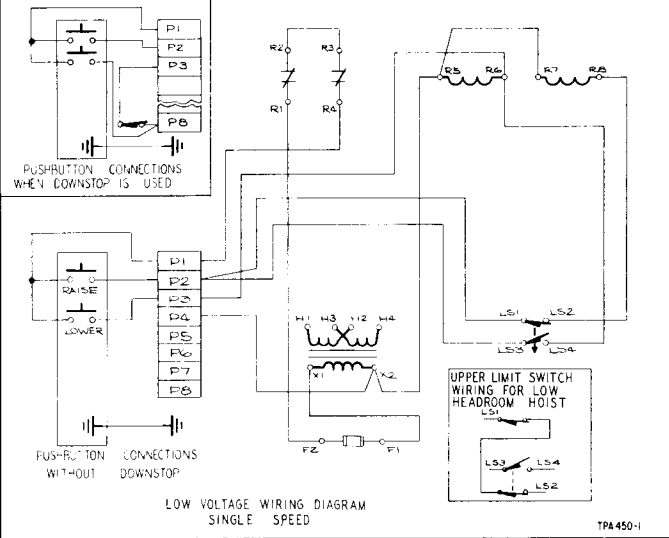 P1
P2
P3
P8
PUSHBUTTON CONNECTIONS
WHEN DOWNSTOP IS USED
R2 R3
R1 R4
R5 R6 R7 R8
P1
P2
P3
P4
P5
P6
P7
P8
RAISE
LOWER
PUSHBUTTON CONNECTIONS
WITHOUT DOWNSTOP
H1 H3 H2 H4
X1 X2
F2 F1
LS1 LS2
LS3 LS4
UPPER LIMIT SWITCH
WIRING FOR LOW
HEADROOM HOIST
LS1
LS3 LS4
LS2
LOW VOLTAGE WIRING DIAGRAM
SINGLE SPEED
TPA 450-1